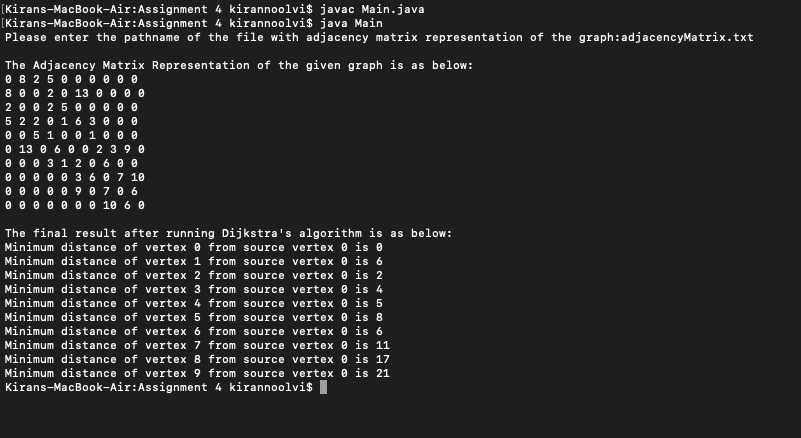 [Kirans-MacBook-Air:Assignment 4 kirannoolvi$ javac Main.java
[Kirans-MacBook-Air:Assignment 4 kirannoolvi$ java Main
Please enter the pathname of the file with adjacency matrix representation of the graph:adjacencyMatrix.txt
The Adjacency Matrix Representation of the given graph is as below:
0 8 2 5 0 0 0 0 0 0
8 0 0 2 0 13 0 0 0 0
2 0 0 2 5 0 0 0 0 0
5 2 2 0 1 6 3 0 0 0
0 0 5 1 0 0 1 0 0 0
0 13 0 6 0 0 2 3 9 0
0 0 0 3 1 2 0 6 0 0
0 0 0 0 0 3 6 0 7 10
0 0 0 0 0 9 0 7 0 6
0 0 0 0 0 0 0 10 6 0
The final result after running Dijkstra's algorithm is as below:
Minimum distance of vertex 0 from source vertex 0 is 0
Minimum distance of vertex 1 from source vertex 0 is 6
Minimum distance of vertex 2 from source vertex 0 is 2
Minimum distance of vertex 3 from source vertex 0 is 4
Minimum distance of vertex 4 from source vertex 0 is 5
Minimum distance of vertex 5 from source vertex 0 is 8
Minimum distance of vertex 6 from source vertex 0 is 6
Minimum distance of vertex 7 from source vertex 0 is 11
Minimum distance of vertex 8 from source vertex 0 is 17
Minimum distance of vertex 9 from source vertex 0 is 21
Kirans-MacBook-Air:Assignment 4 kirannoolvi$